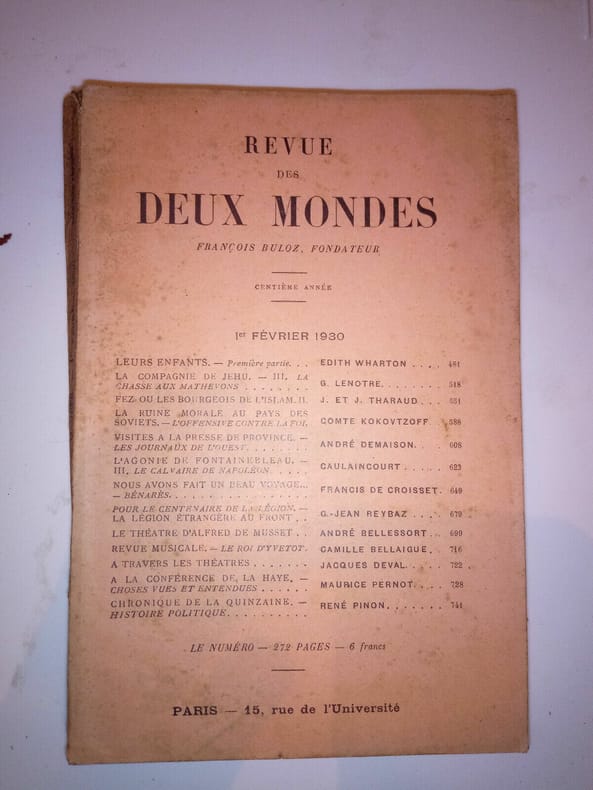 REVUE
DES
DEUX MONDES
FRANÇOIS BULOZ, FONDATEUR
CENTIÈME ANNÉE
1er FÉVRIER 1930
LEURS ENFANTS. — Première partie. . . EDITH WHARTON . . . . 481
LA COMPAGNIE DE JEHU. — III. LA
CHASSE AUX MATHEVONS . . . . . . . . G. LENOTRE. . . . . . . . 518
FEZ OU LES BOURGEOIS DE L'ISLAM. II. J. ET J. THARAUD. . . . 551
LA RUINE MORALE AU PAYS DES
SOVIETS. — L'OFFENSIVE CONTRE LA FOI. COMTE KOKOVTZOFF. 588
VISITES A LA PRESSE DE PROVINCE. —
LES JOURNAUX DE L'OUEST. . . . . . . . ANDRÉ DEMAISON. . . . 608
L'AGONIE DE FONTAINEBLEAU. —
III. LE CALVAIRE DE NAPOLÉON. . . . . CAULAINCOURT . . . . . 623
NOUS AVONS FAIT UN BEAU VOYAGE...
— BÉNARÈS. . . . . . . . . . . . . . . . . FRANCIS DE CROISSET. 649
POUR LE CENTENAIRE DE LA LÉGION. —
LA LÉGION ÉTRANGÈRE AU FRONT . . G.-JEAN REYBAZ . . . . . 679
LE THÉATRE D'ALFRED DE MUSSET . . ANDRÉ BELLESSORT . . . 699
REVUE MUSICALE. — LE ROI D'YVETOT. CAMILLE BELLAIGUE. . 716
A TRAVERS LES THÉATRES . . . . . . . JACQUES DEVAL. . . . . 722
A LA CONFÉRENCE DE LA HAYE. —
CHOSES VUES ET ENTENDUES . . . . . . MAURICE PERNOT. . . . 728
CHRONIQUE DE LA QUINZAINE. —
HISTOIRE POLITIQUE. . . . . . . . . . RENÉ PINON. . . . . . . 741
LE NUMÉRO — 272 PAGES — 6 francs
PARIS — 15, rue de l'Université